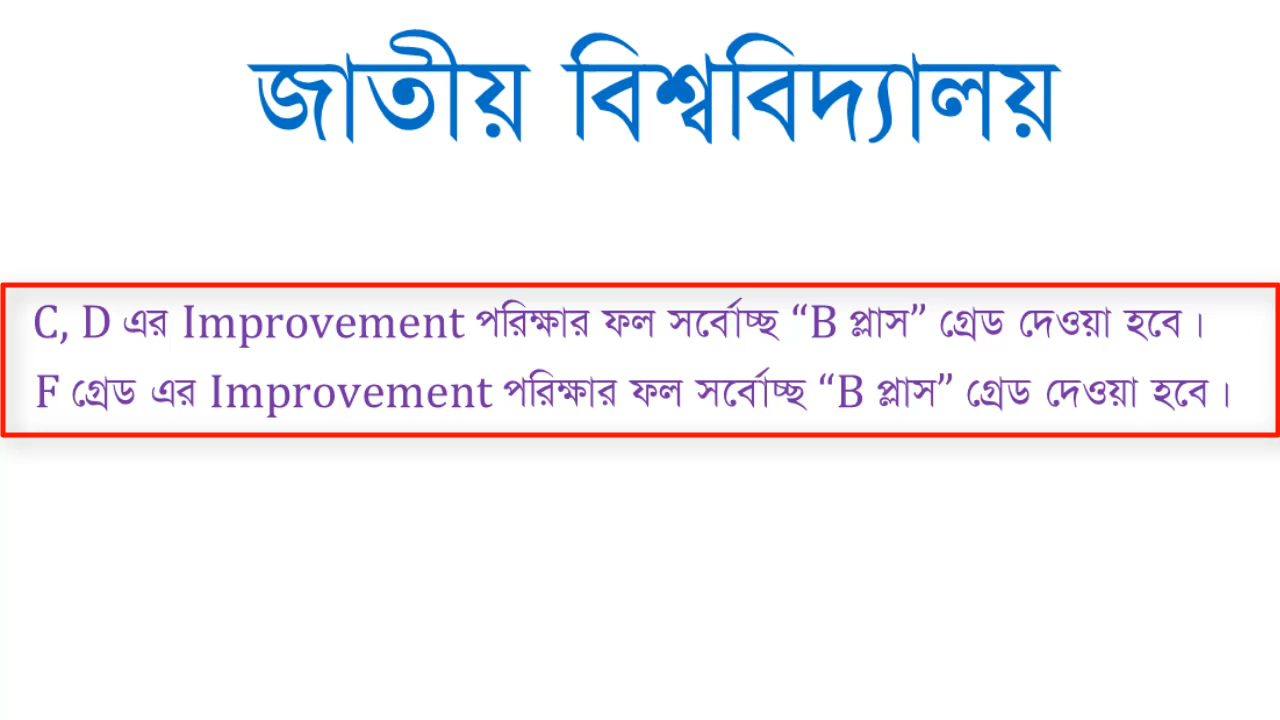 জাতীয় বিশ্ববিদ্যালয়
C, D এর Improvement পরিক্ষার ফল সর্বোচ্ছ “B প্লাস” গ্রেড দেওয়া হবে।
F গ্রেড এর Improvement পরিক্ষার ফল সর্বোচ্ছ “B প্লাস” গ্রেড দেওয়া হবে।